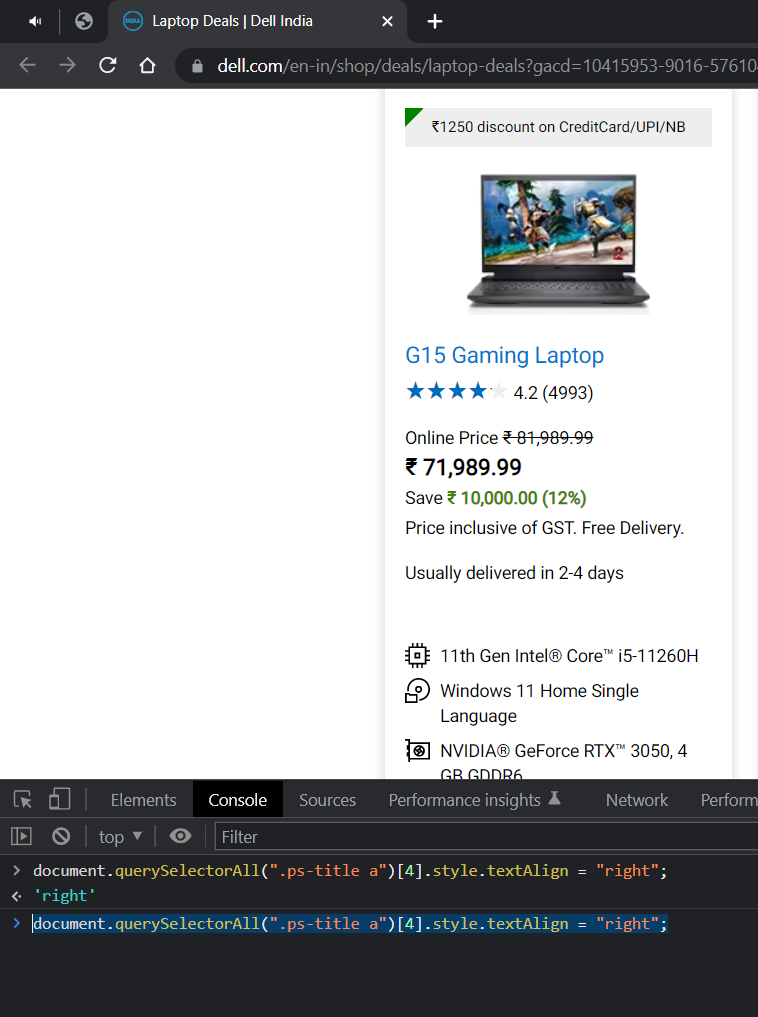 Laptop Deals | Dell India
dell.com/en-in/shop/deals/laptop-deals?gacd=10415953-9016-57610
₹1250 discount on CreditCard/UPI/NB
G15 Gaming Laptop
4.2 (4993)
Online Price ₹ 81,989.99
₹ 71,989.99
Save ₹ 10,000.00 (12%)
Price inclusive of GST. Free Delivery.
Usually delivered in 2-4 days
11th Gen Intel® Core™ i5-11260H
Windows 11 Home Single
Language
NVIDIA® GeForce RTX™ 3050, 4
GB GDDR6
Elements Console Sources Performance insights Network Perform
top Filter
document.querySelectorAll(".ps-title a")[4].style.textAlign = "right";
'right'
document.querySelectorAll(".ps-title a")[4].style.textAlign = "right";